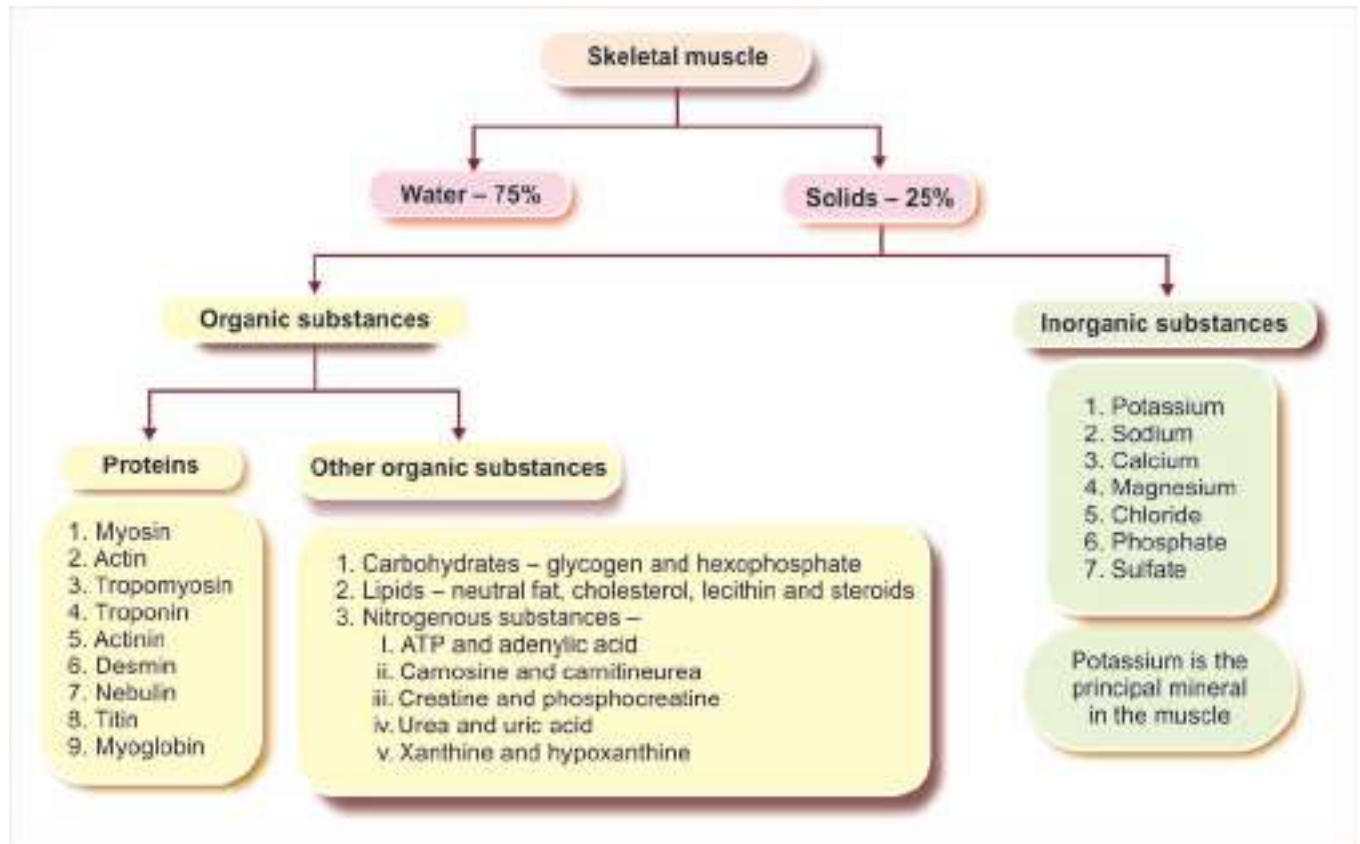 Skeletal muscle
Water – 75%
Solids – 25%
Organic substances
Inorganic substances
Proteins
1. Myosin
2. Actin
3. Tropomyosin
4. Troponin
5. Actinin
6. Desmin
7. Nebulin
8. Titin
9. Myoglobin
Other organic substances
1. Carbohydrates – glycogen and hexophosphate
2. Lipids – neutral fat, cholesterol, lecithin and steroids
3. Nitrogenous substances –
i. ATP and adenylic acid
ii. Carnosine and carnitineurea
iii. Creatine and phosphocreatine
iv. Urea and uric acid
v. Xanthine and hypoxanthine
1. Potassium
2. Sodium
3. Calcium
4. Magnesium
5. Chloride
6. Phosphate
7. Sulfate
Potassium is the
principal mineral
in the muscle